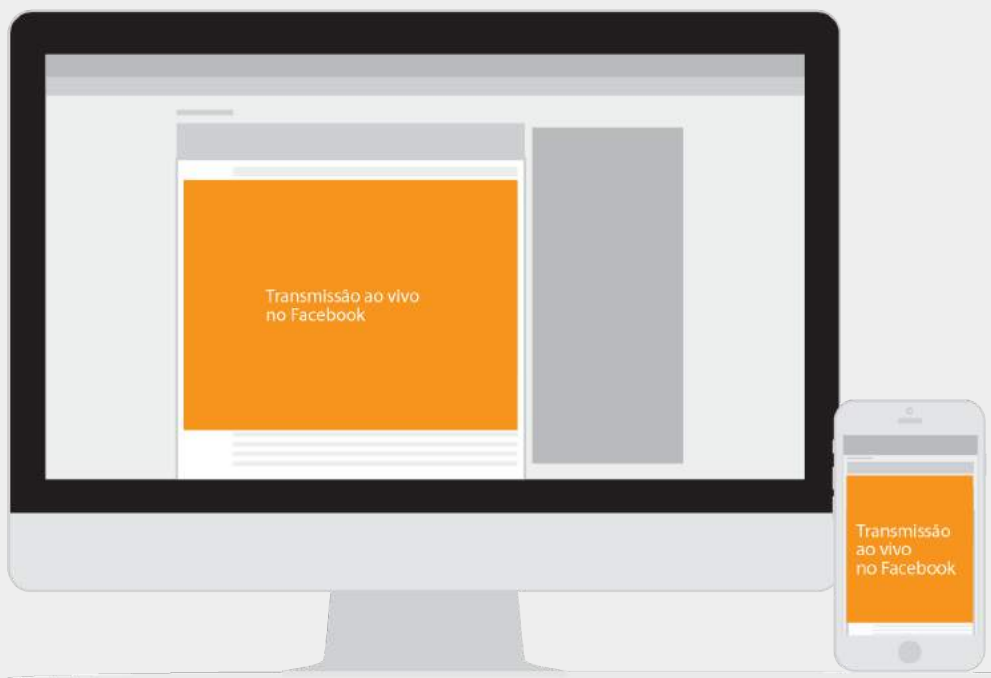 Transmissão ao vivo
no Facebook
Transmissão
ao vivo
no Facebook